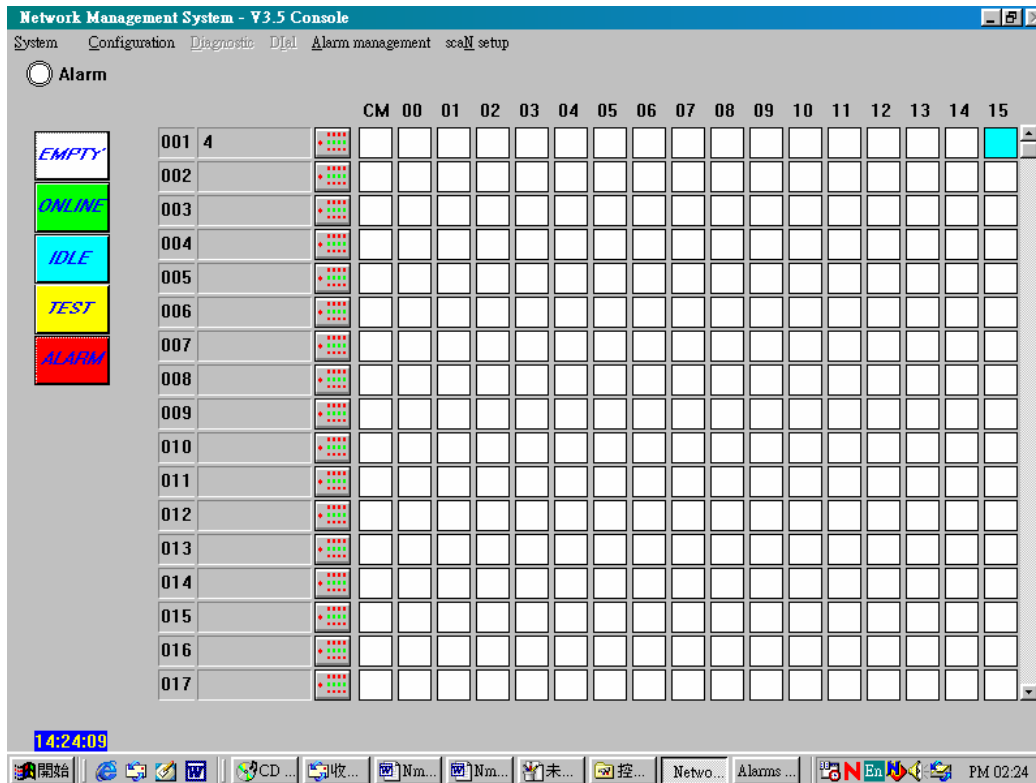 Network Management System - V3.5 Console
System Configuration Diagnostic DIal Alarm management scaN setup
Alarm
CM 00 01 02 03 04 05 06 07 08 09 10 11 12 13 14 15
EMPTY'
ONLINE
IDLE
TEST
ALARM
001 4
002
003
004
005
006
007
008
009
010
011
012
013
014
015
016
017
14:24:09
開始 CD ... 收... Nm... Nm... 未... 控... Netwo... Alarms ... N En N PM 02:24